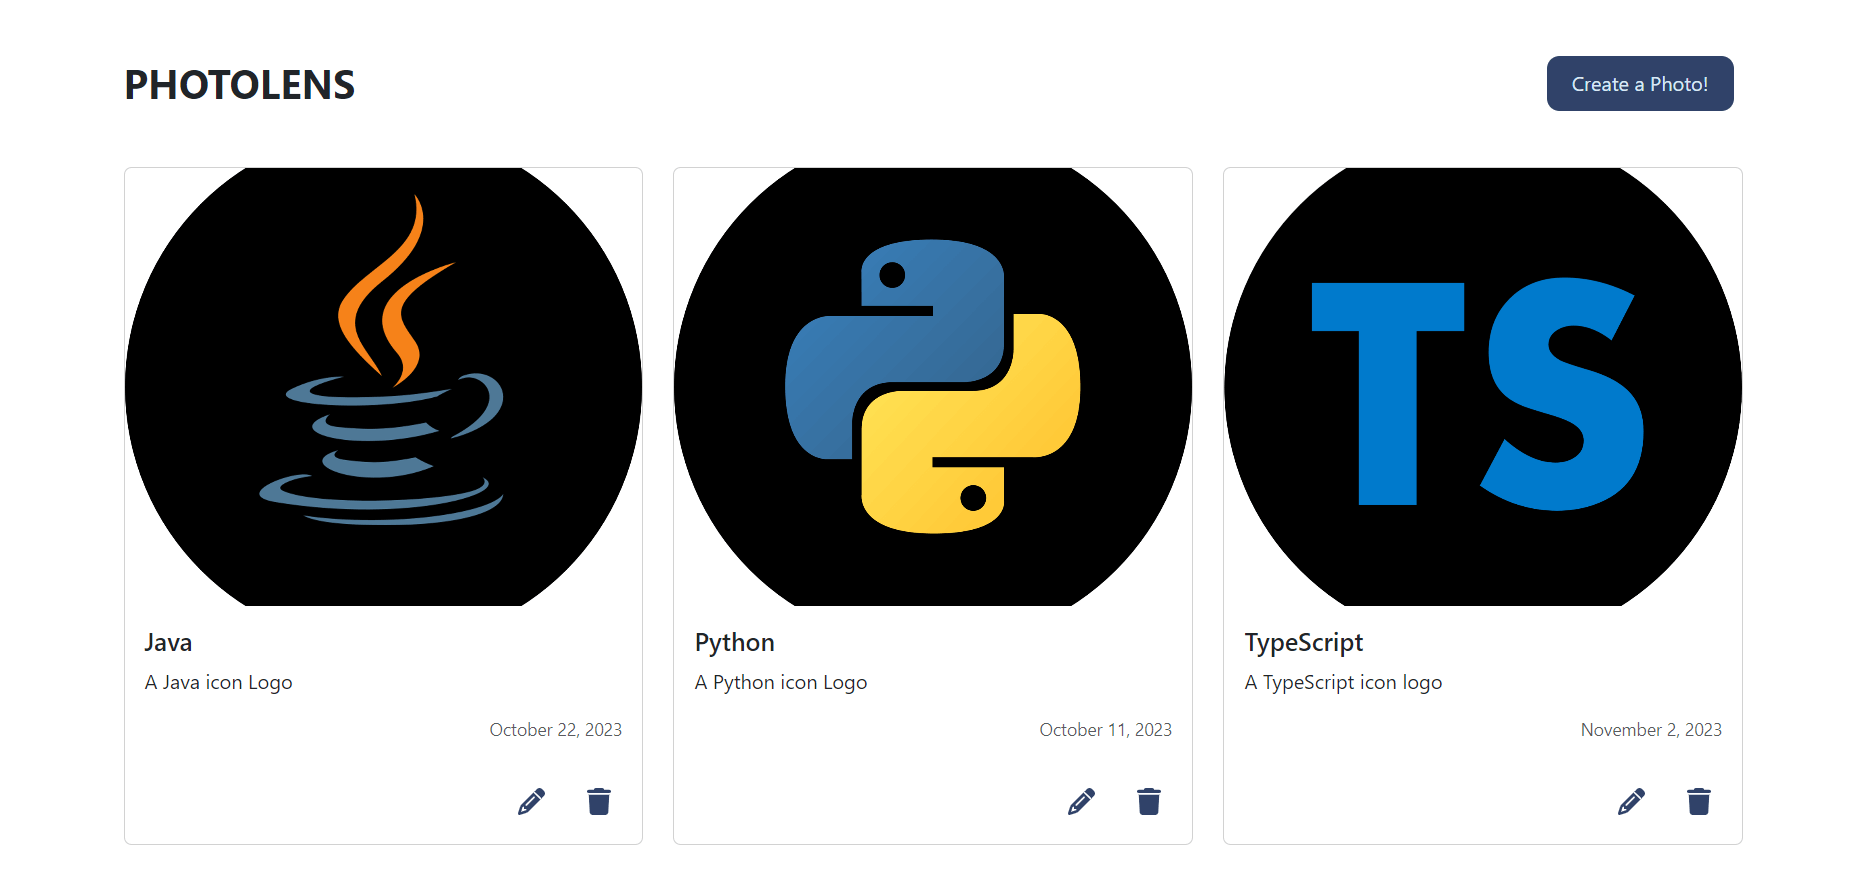 PHOTOLENS
Create a Photo!
TS
Java
A Java icon Logo
October 22, 2023
Python
A Python icon Logo
October 11, 2023
TypeScript
A TypeScript icon logo
November 2, 2023